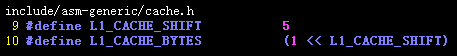 include/asm-generic/cache.h
9 #define L1_CACHE_SHIFT 5
10 #define L1_CACHE_BYTES (1 << L1_CACHE_SHIFT)